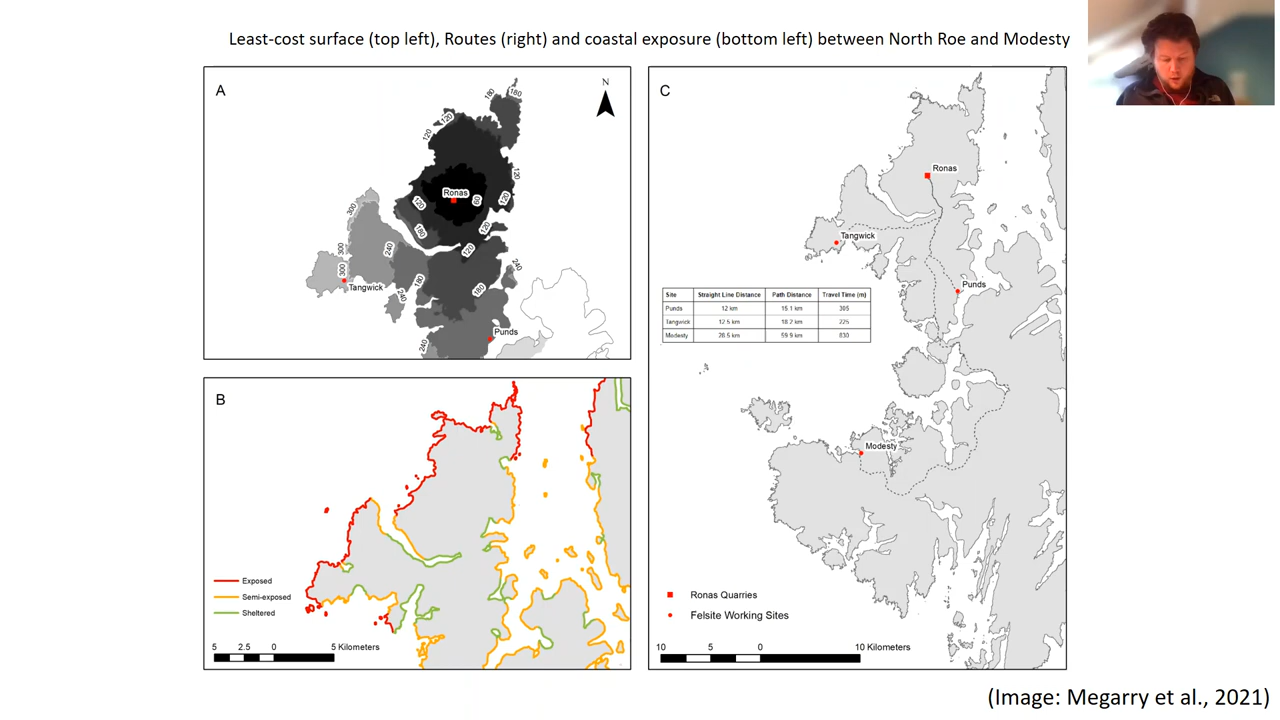 Least-cost surface (top left), Routes (right) and coastal exposure (bottom left) between North Roe and Modesty
A
N
180
180
120
120
120
Ronas
60
120
120
300
180
120
300
240
120
240
300
Tangwick
180
240
180
Punds
240
B
Exposed
Semi-exposed
Sheltered
5 2.5 0 5 Kilometers
C
Ronas
Tangwick
Punds
Site Straight Line Distance Path Distance Travel Time (m)
Punds 12 km 15.1 km 305
Tangwick 12.5 km 18.2 km 225
Modesty 28.5 km 59.9 km 830
Modesty
Ronas Quarries
Felsite Working Sites
10 5 0 10 Kilometers
(Image: Megarry et al., 2021)